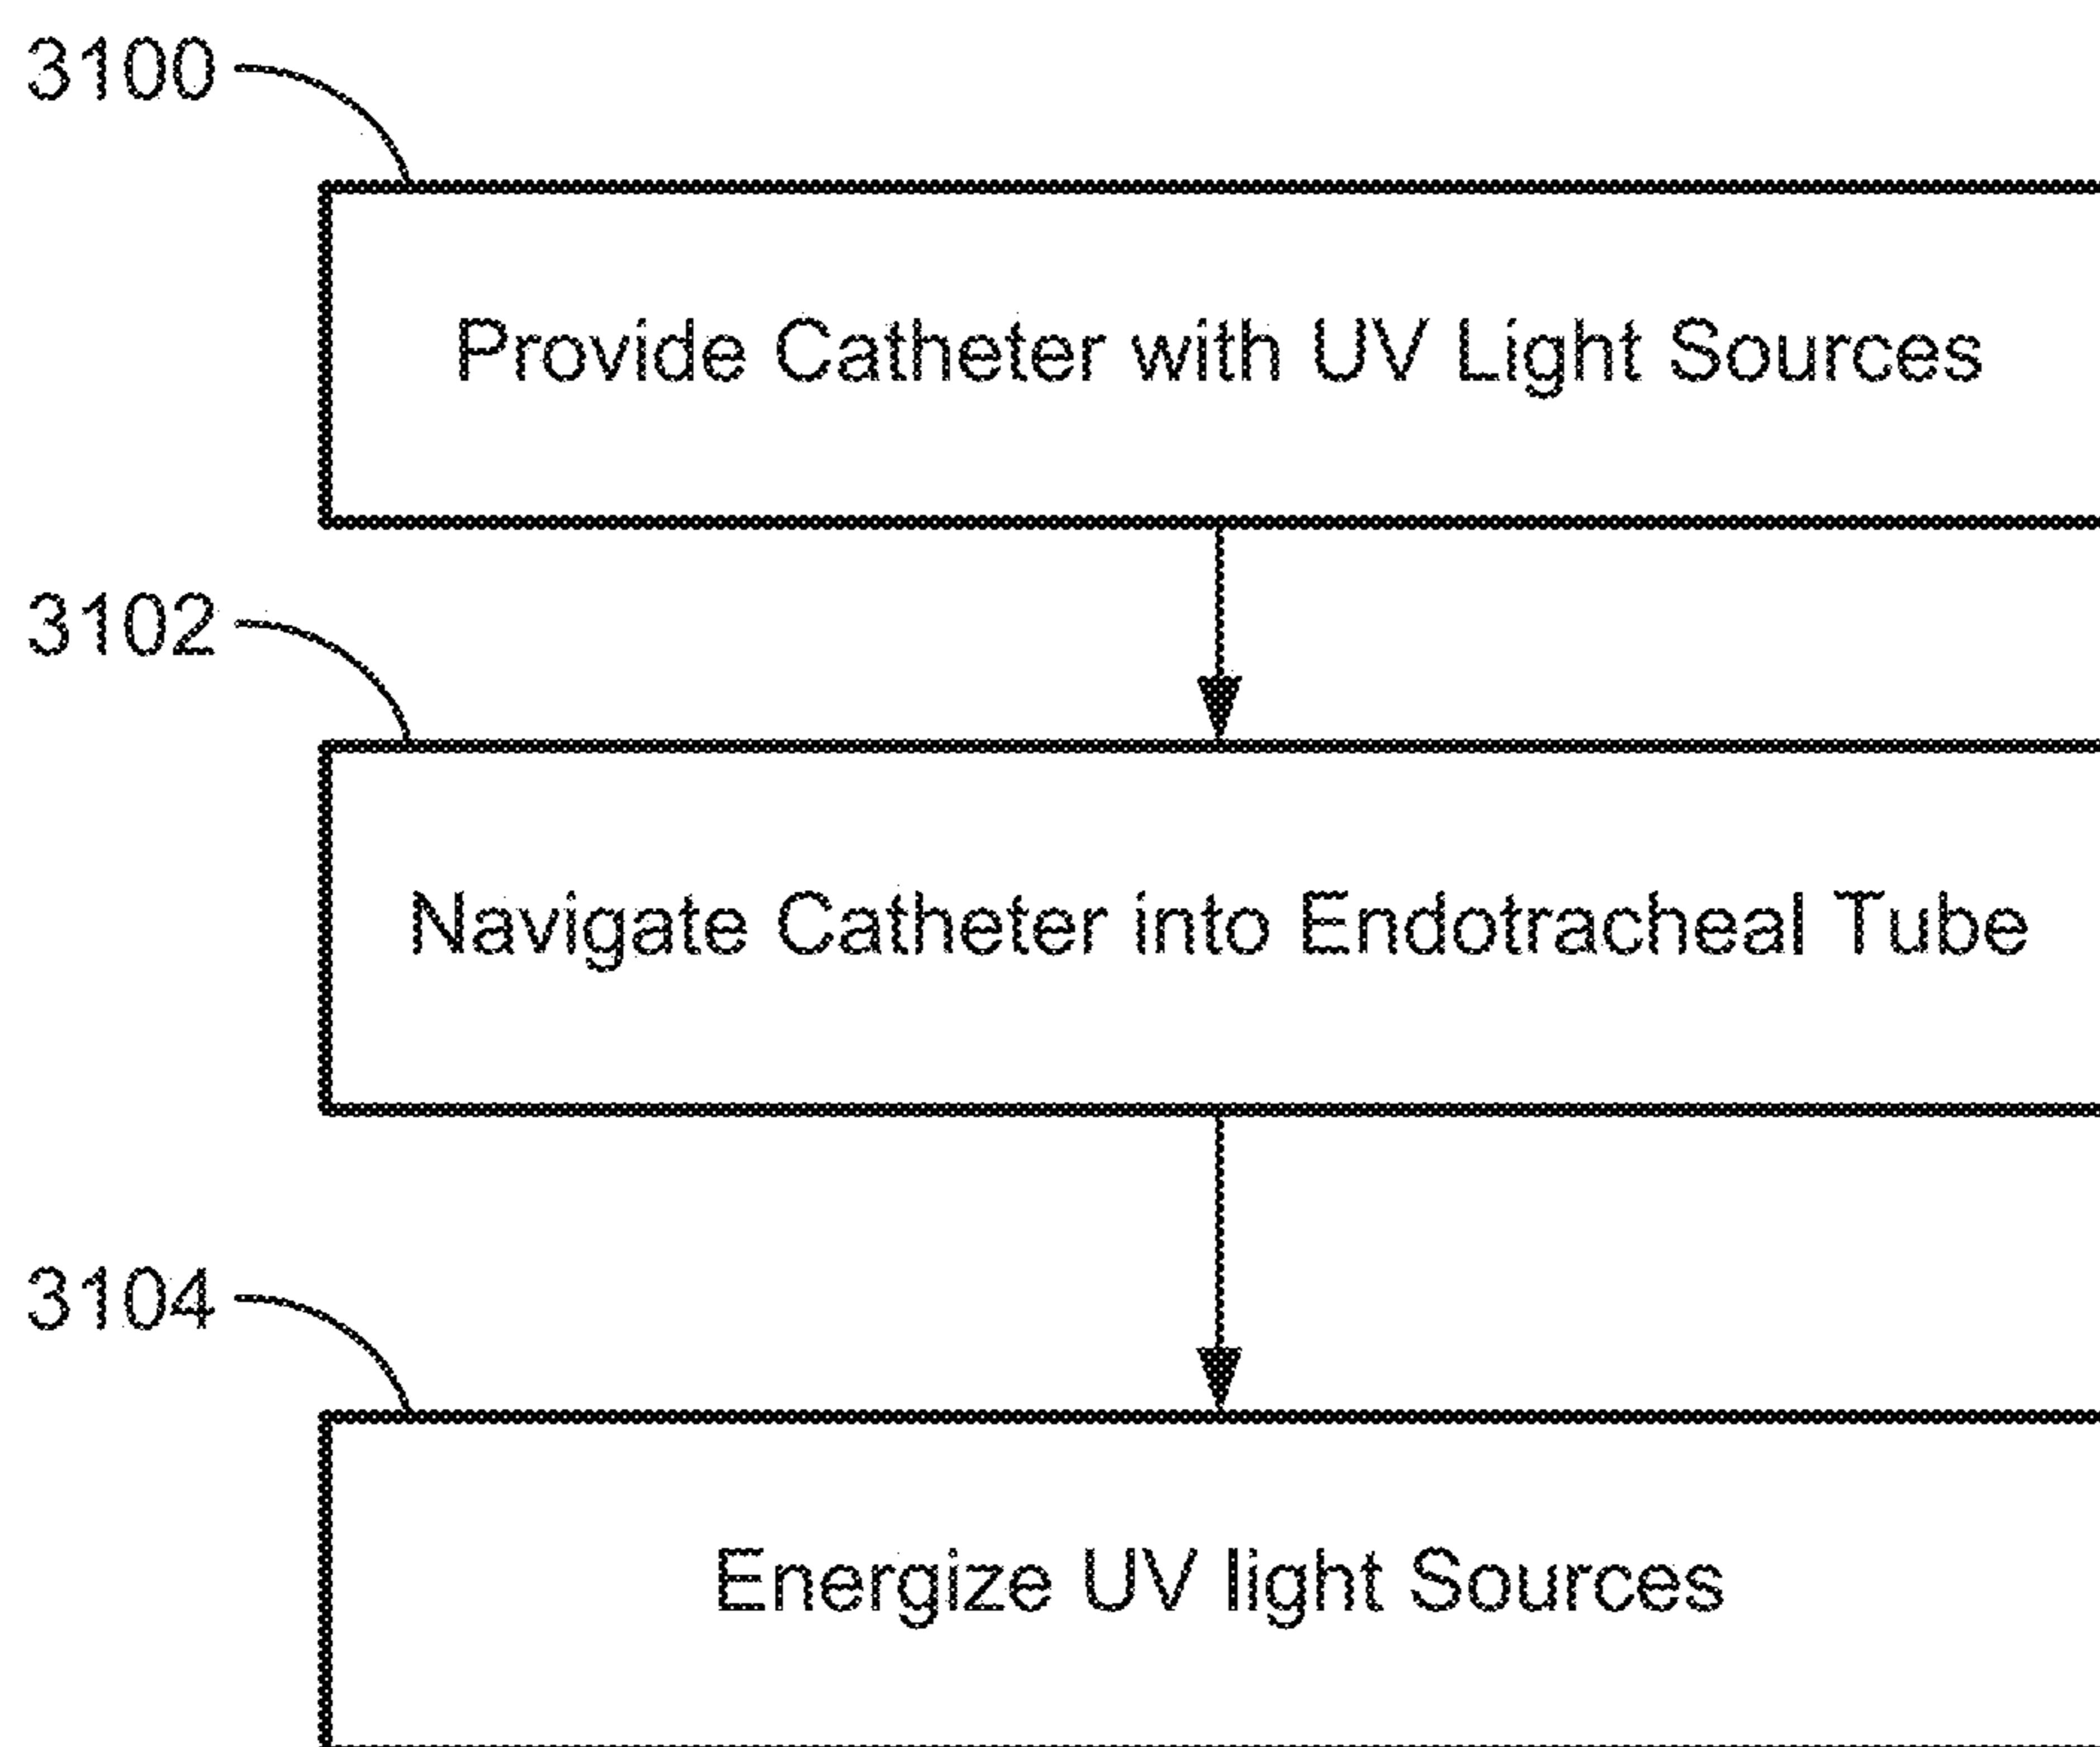 3100
Provide Catheter with UV Light Sources
3102
Navigate Catheter into Endotracheal Tube
3104
Energize UV light Sources